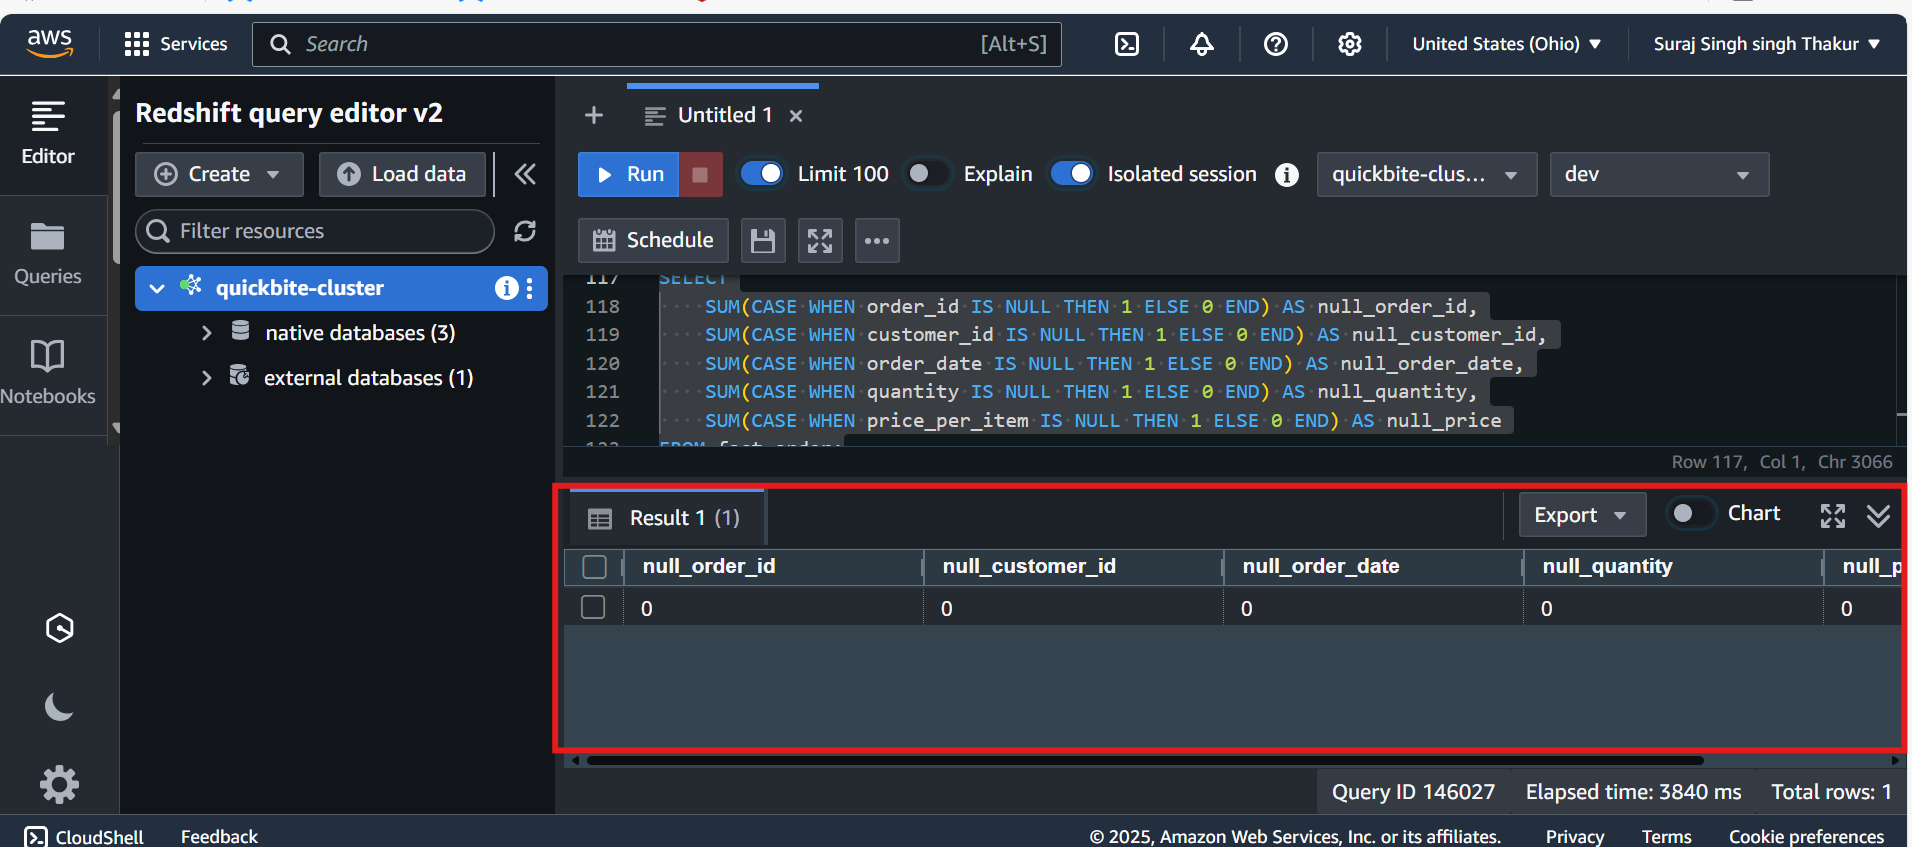 aws
Services
Search
[Alt+S]
United States (Ohio)
Suraj Singh singh Thakur
Editor
Queries
Notebooks
Redshift query editor v2
Create
Load data
Filter resources
quickbite-cluster
native databases (3)
external databases (1)
Untitled 1
Run
Limit 100
Explain
Isolated session
quickbite-clus...
dev
Schedule
117 SELECT
118 SUM(CASE WHEN order_id IS NULL THEN 1 ELSE 0 END) AS null_order_id,
119 SUM(CASE WHEN customer_id IS NULL THEN 1 ELSE 0 END) AS null_customer_id,
120 SUM(CASE WHEN order_date IS NULL THEN 1 ELSE 0 END) AS null_order_date,
121 SUM(CASE WHEN quantity IS NULL THEN 1 ELSE 0 END) AS null_quantity,
122 SUM(CASE WHEN price_per_item IS NULL THEN 1 ELSE 0 END) AS null_price
Row 117, Col 1, Chr 3066
Result 1 (1)
Export
Chart
null_order_id null_customer_id null_order_date null_quantity null_p
0 0 0 0 0
Query ID 146027 Elapsed time: 3840 ms Total rows: 1
CloudShell Feedback
© 2025, Amazon Web Services, Inc. or its affiliates. Privacy Terms Cookie preferences